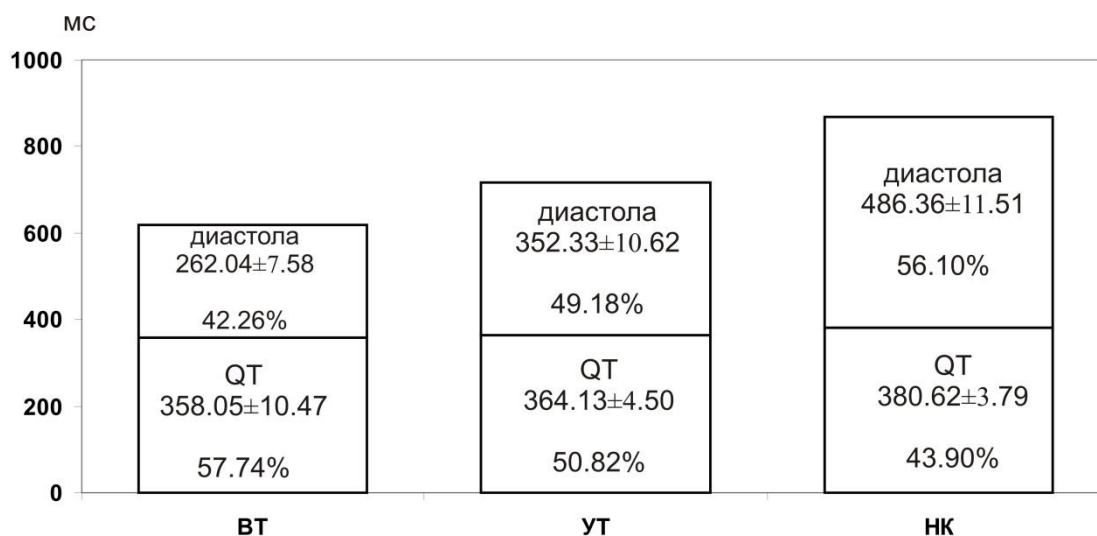 мс
1000
800
600
400
200
0
диастола
262.04±7.58
42.26%
QT
358.05±10.47
57.74%
диастола
352.33±10.62
49.18%
QT
364.13±4.50
50.82%
диастола
486.36±11.51
56.10%
QT
380.62±3.79
43.90%
ВТ
УТ
НК